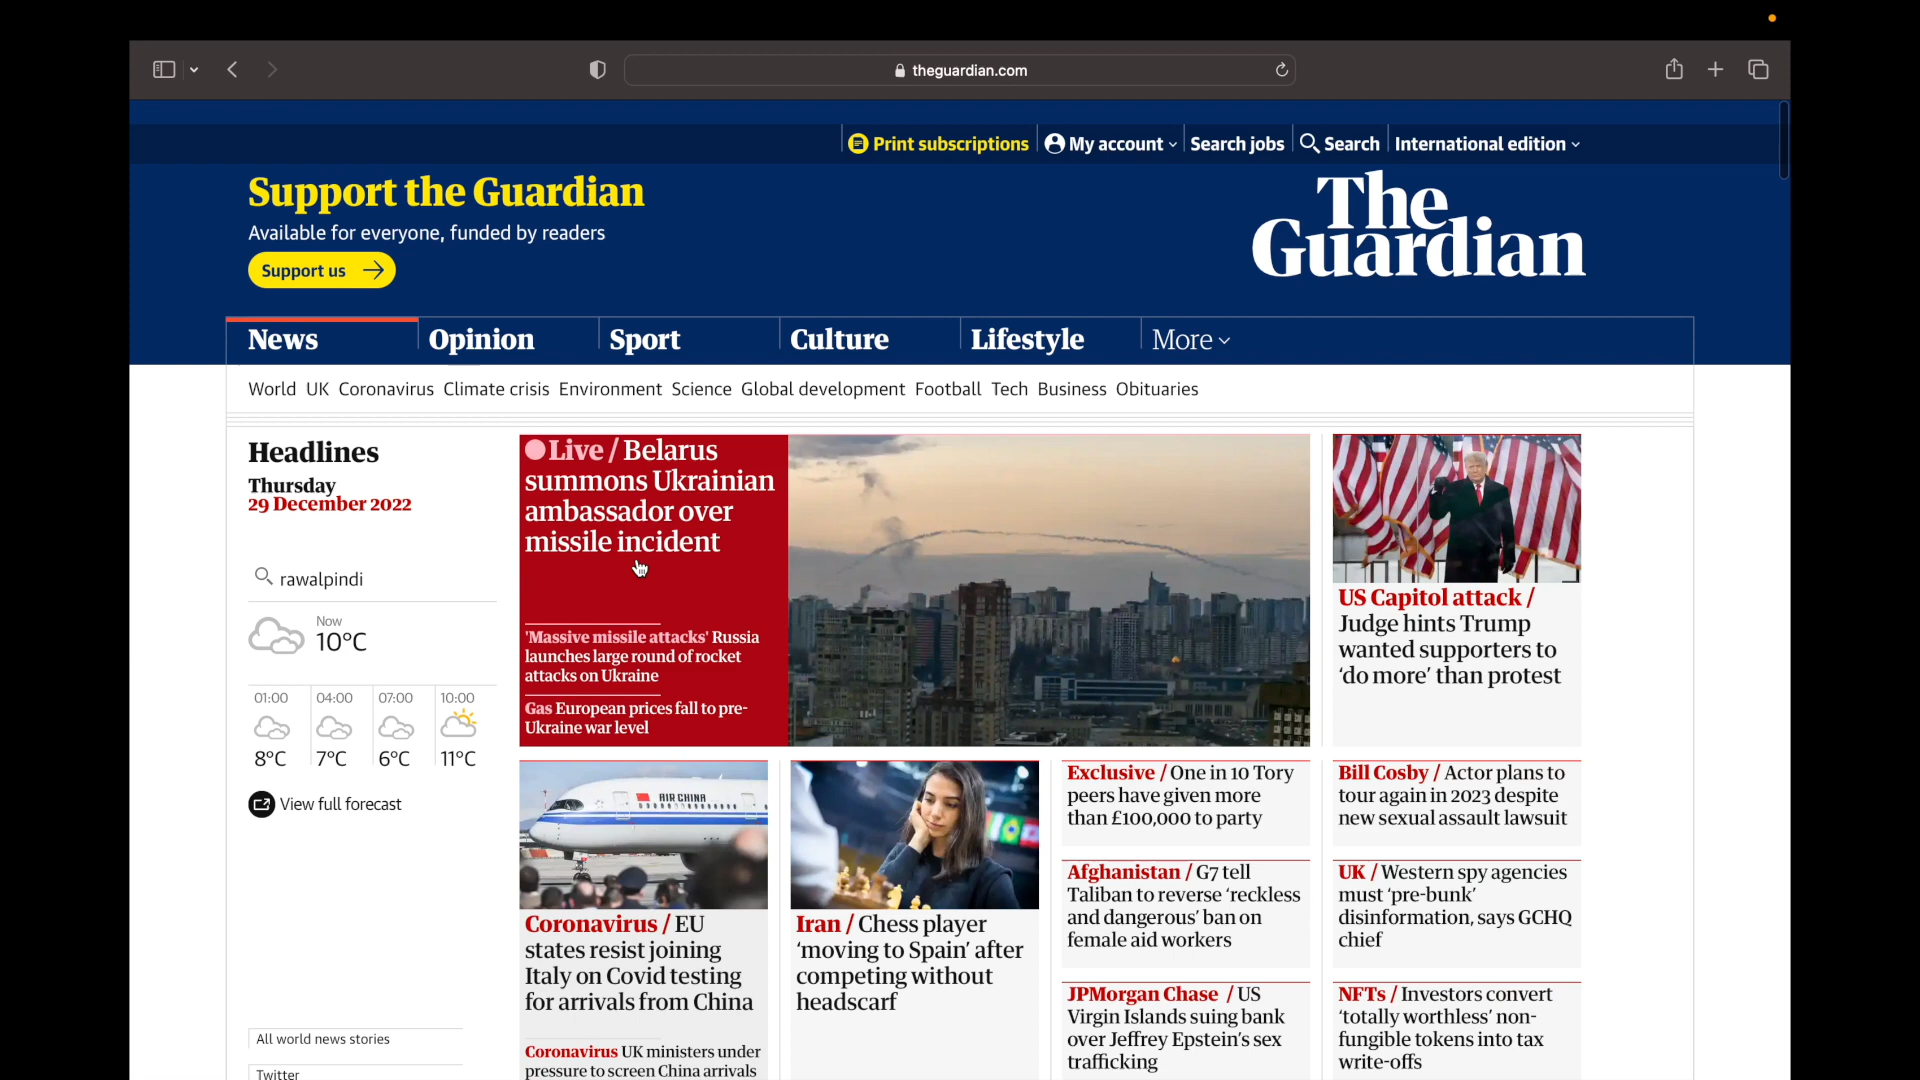 theguardian.com
Print subscriptions
My account
Search jobs
Search
International edition
Support the Guardian
Available for everyone, funded by readers
Support us
The
Guardian
News
Opinion
Sport
Culture
Lifestyle
More
World UK Coronavirus Climate crisis Environment Science Global development Football Tech Business Obituaries
Headlines
Thursday
29 December 2022
rawalpindi
Now
10°C
01:00 04:00 07:00 10:00
8°C 7°C 6°C 11°C
View full forecast
All world news stories
Twitter
Live / Belarus
summons Ukrainian
ambassador over
missile incident
'Massive missile attacks' Russia
launches large round of rocket
attacks on Ukraine
Gas European prices fall to pre-
Ukraine war level
US Capitol attack /
Judge hints Trump
wanted supporters to
‘do more’ than protest
AIR CHINA
Coronavirus / EU
states resist joining
Italy on Covid testing
for arrivals from China
Coronavirus UK ministers under
pressure to screen China arrivals
Iran / Chess player
‘moving to Spain’ after
competing without
headscarf
Exclusive / One in 10 Tory
peers have given more
than £100,000 to party
Afghanistan / G7 tell
Taliban to reverse ‘reckless
and dangerous’ ban on
female aid workers
JPMorgan Chase / US
Virgin Islands suing bank
over Jeffrey Epstein’s sex
trafficking
Bill Cosby / Actor plans to
tour again in 2023 despite
new sexual assault lawsuit
UK / Western spy agencies
must ‘pre-bunk’
disinformation, says GCHQ
chief
NFTs / Investors convert
‘totally worthless’ non-
fungible tokens into tax
write-offs